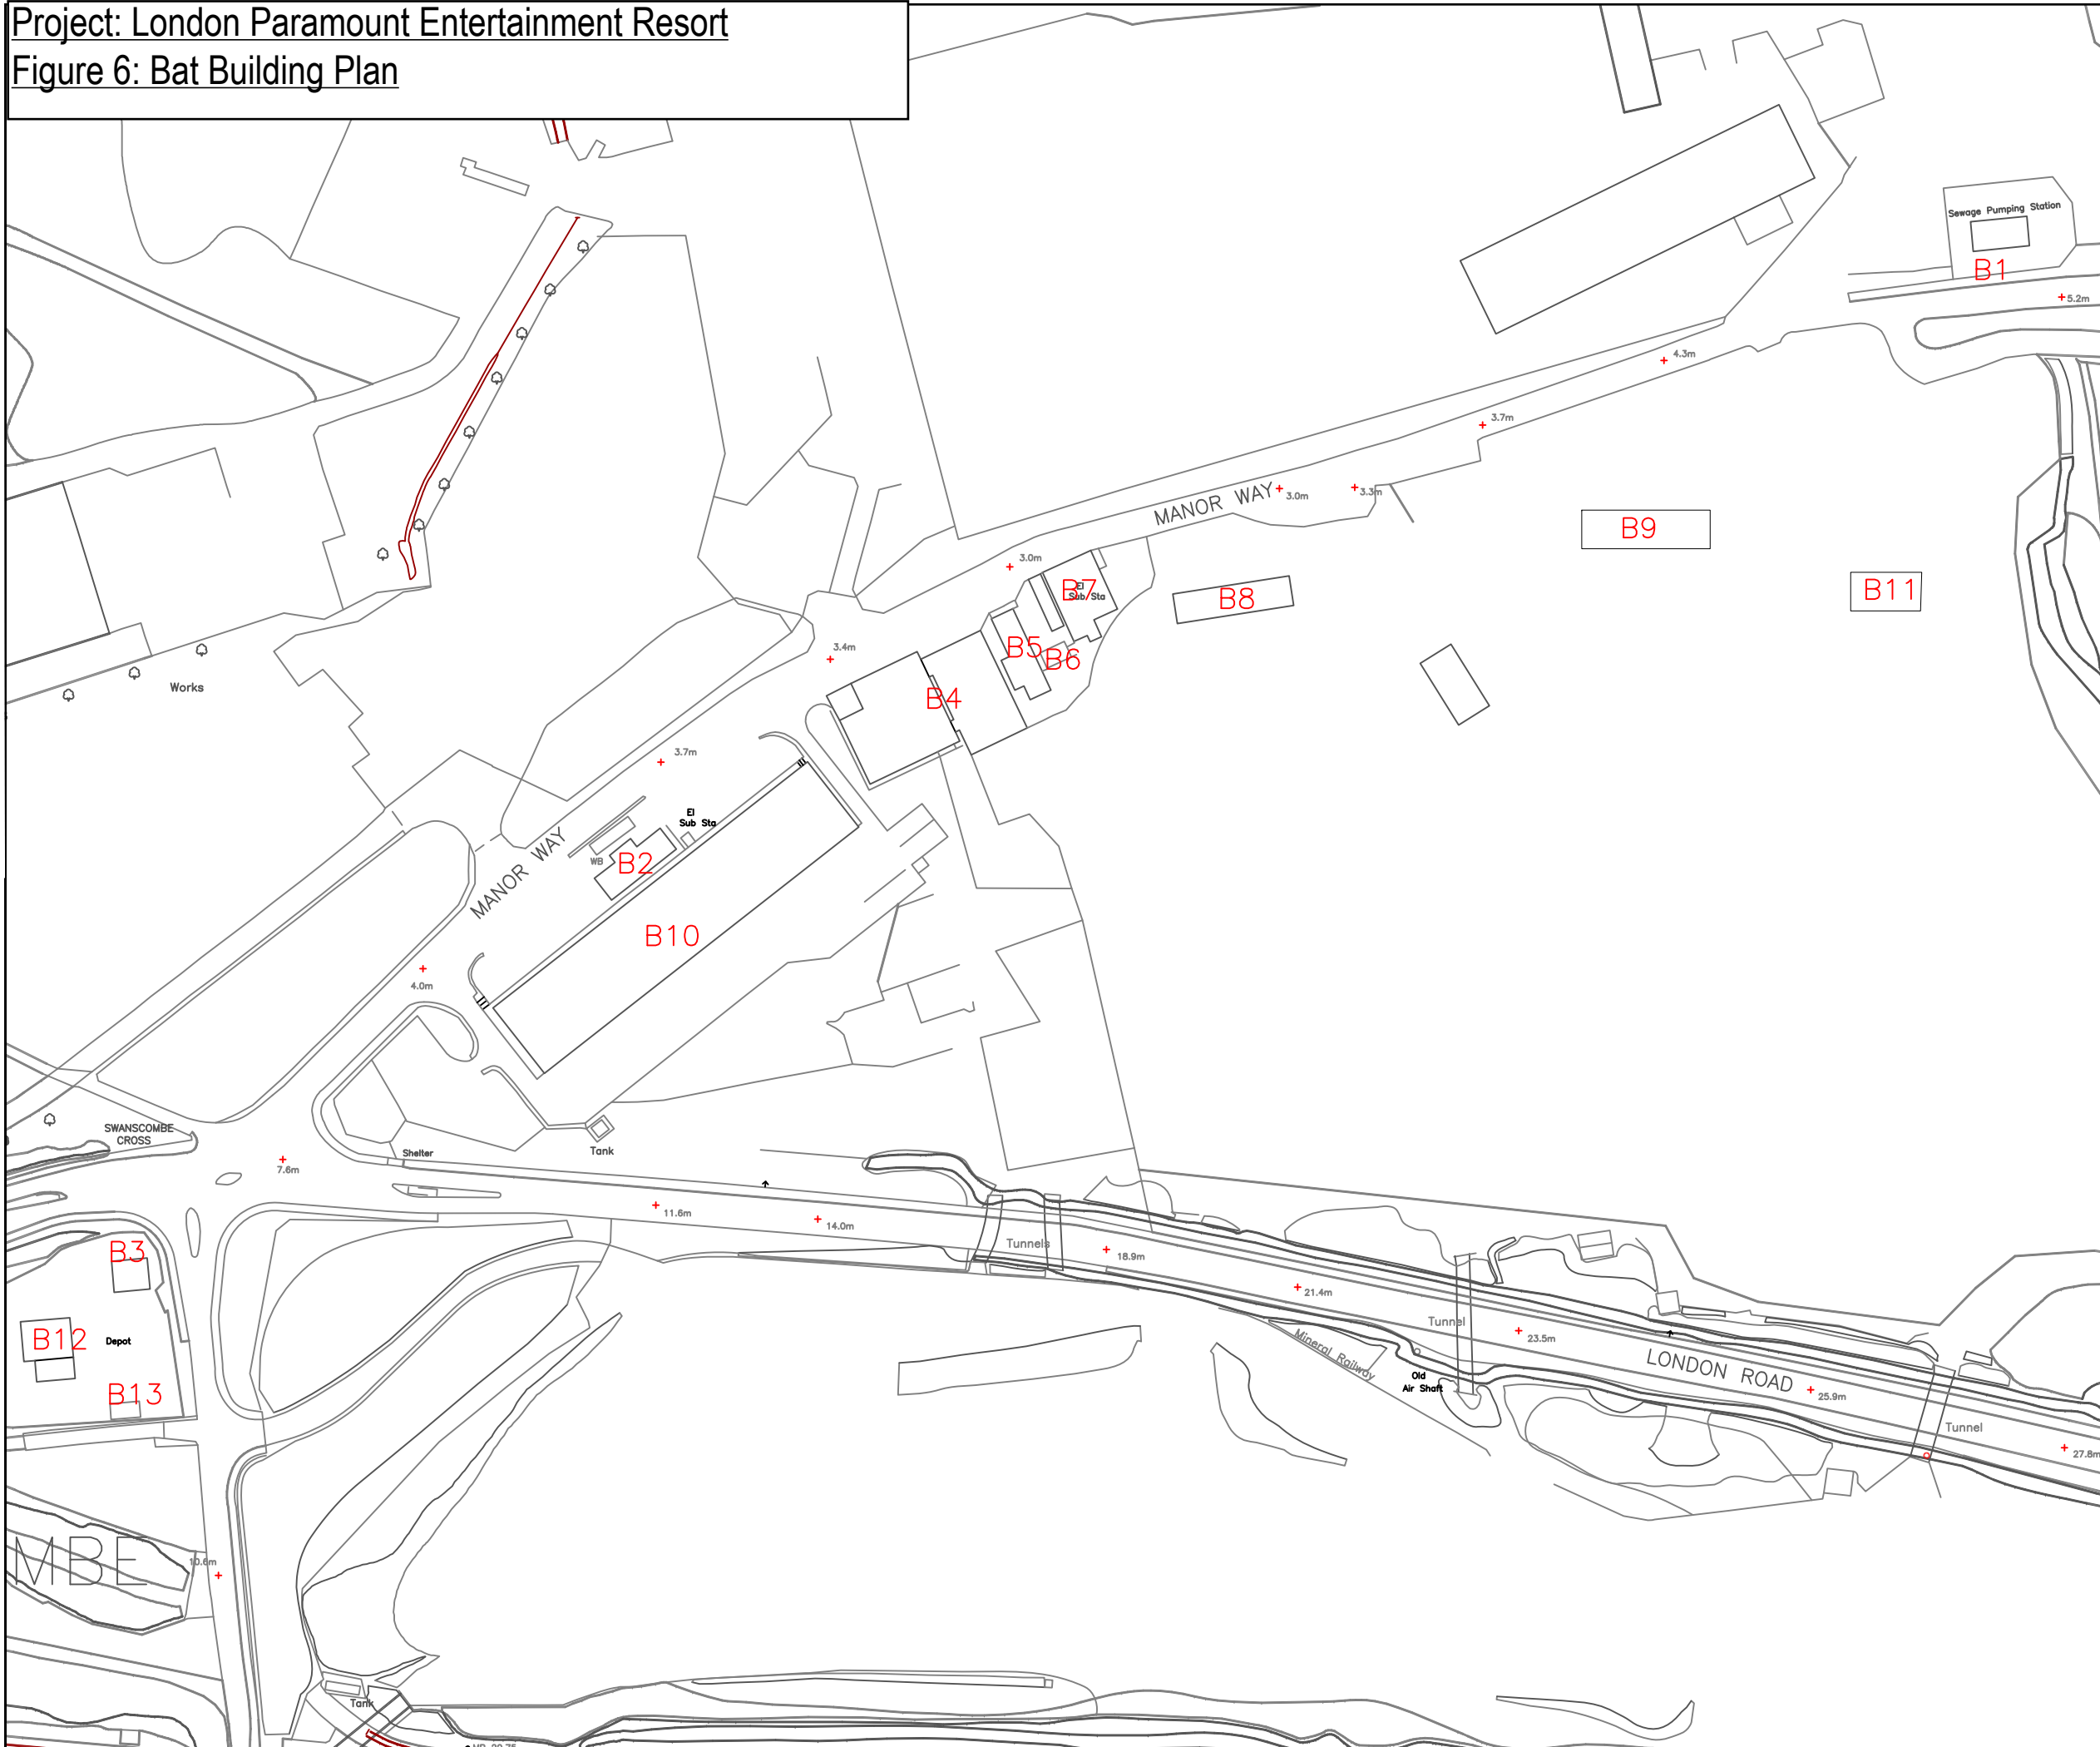 Project: London Paramount Entertainment Resort
Figure 6: Bat Building Plan
Sewage Pumping Station
B1
5.2m
4.3m
3.7m
MANOR WAY
3.0m
3.3m
B9
3.0m
B7
El
Sub Sta
B8
B11
B5
B6
3.4m
Works
B4
3.7m
El
Sub Sta
MANOR WAY
WB
B2
B10
4.0m
SWANSCOMBE
CROSS
Shelter
Tank
7.6m
11.6m
14.0m
Tunnels
18.9m
B3
21.4m
Tunnel
23.5m
B12
Depot
Mineral Railway
LONDON ROAD
Old
Air Shaft
25.9m
B13
Tunnel
27.8m
MBE
10.6m
Tank